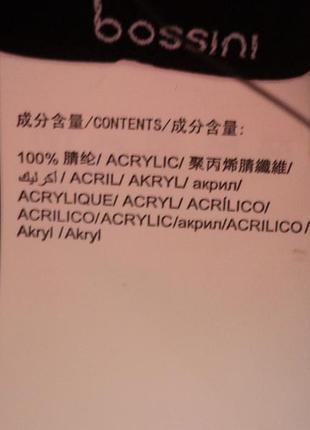 bossini
成分含量/CONTENTS/成分含量:
100% 腈纶/ ACRYLIC/ 聚丙烯腈纖維/
أكريليك / ACRIL/ AKRYL/ акрил/
ACRYLIQUE/ ACRYL/ ACRÍLICO/
ACRILICO/ACRYLIC/акрил/ACRILICO/
Akryl /Akryl